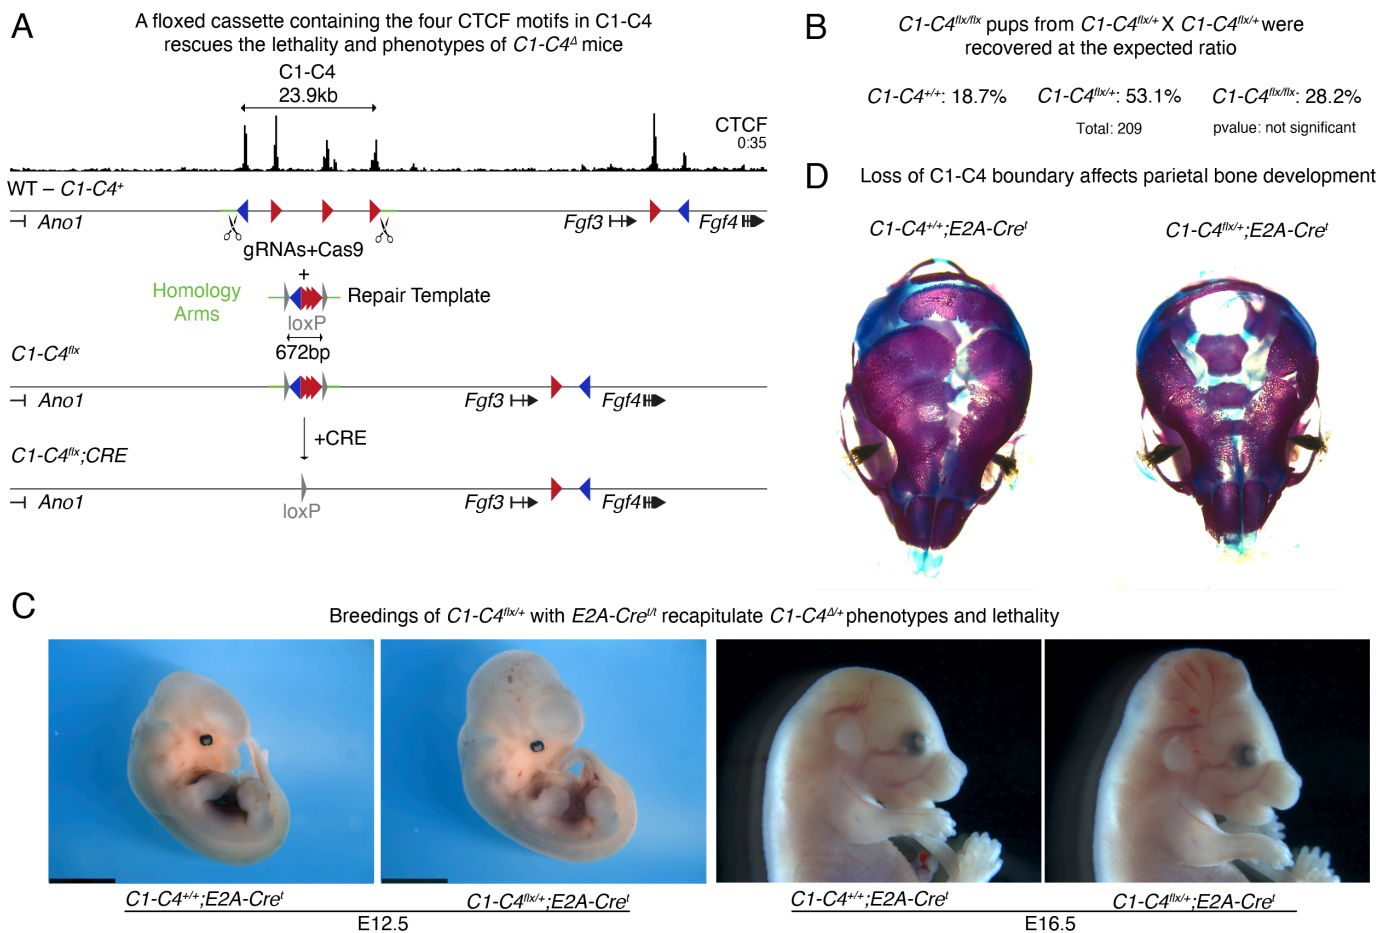 A
A floxed cassette containing the four CTCF motifs in C1-C4
rescues the lethality and phenotypes of C1-C4Δ mice
C1-C4
23.9kb
CTCF
0:35
WT – C1-C4+
Ano1
Fgf3
Fgf4
gRNAs+Cas9
+
Homology
Arms
Repair Template
loxP
672bp
C1-C4flx
Ano1
Fgf3
Fgf4
+CRE
C1-C4flx;CRE
Ano1
loxP
Fgf3
Fgf4
B
C1-C4flx/flx pups from C1-C4flx/+ X C1-C4flx/+ were
recovered at the expected ratio
C1-C4+/+: 18.7% C1-C4flx/+: 53.1% C1-C4flx/flx: 28.2%
Total: 209 pvalue: not significant
D
Loss of C1-C4 boundary affects parietal bone development
C1-C4+/+;E2A-Cret
C1-C4flx/+;E2A-Cret
C
Breedings of C1-C4flx/+ with E2A-Cret/t recapitulate C1-C4Δ/+ phenotypes and lethality
C1-C4+/+;E2A-Cret
C1-C4flx/+;E2A-Cret
C1-C4+/+;E2A-Cret
C1-C4flx/+;E2A-Cret
E12.5
E16.5